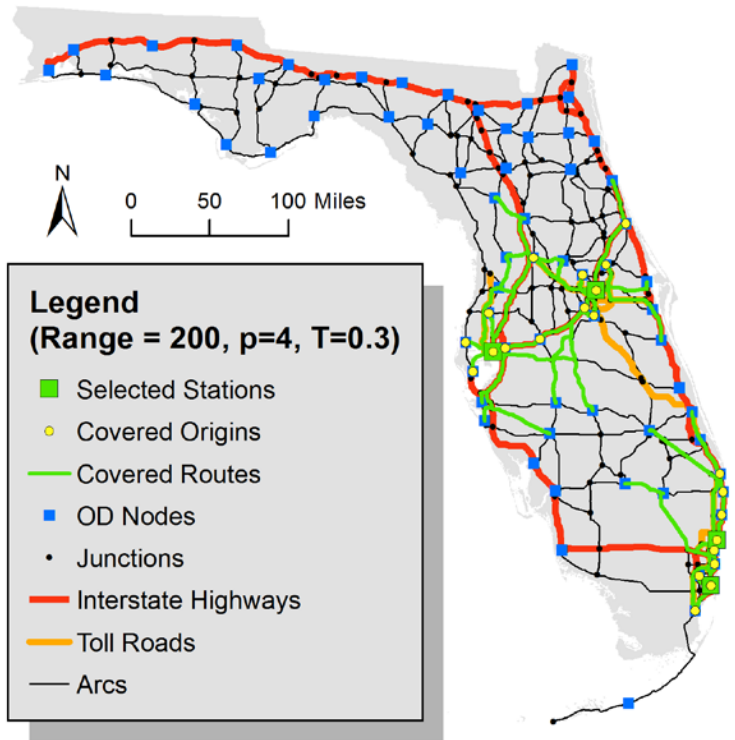 N
0 50 100 Miles
Legend
(Range = 200, p=4, T=0.3)
Selected Stations
Covered Origins
Covered Routes
OD Nodes
Junctions
Interstate Highways
Toll Roads
Arcs